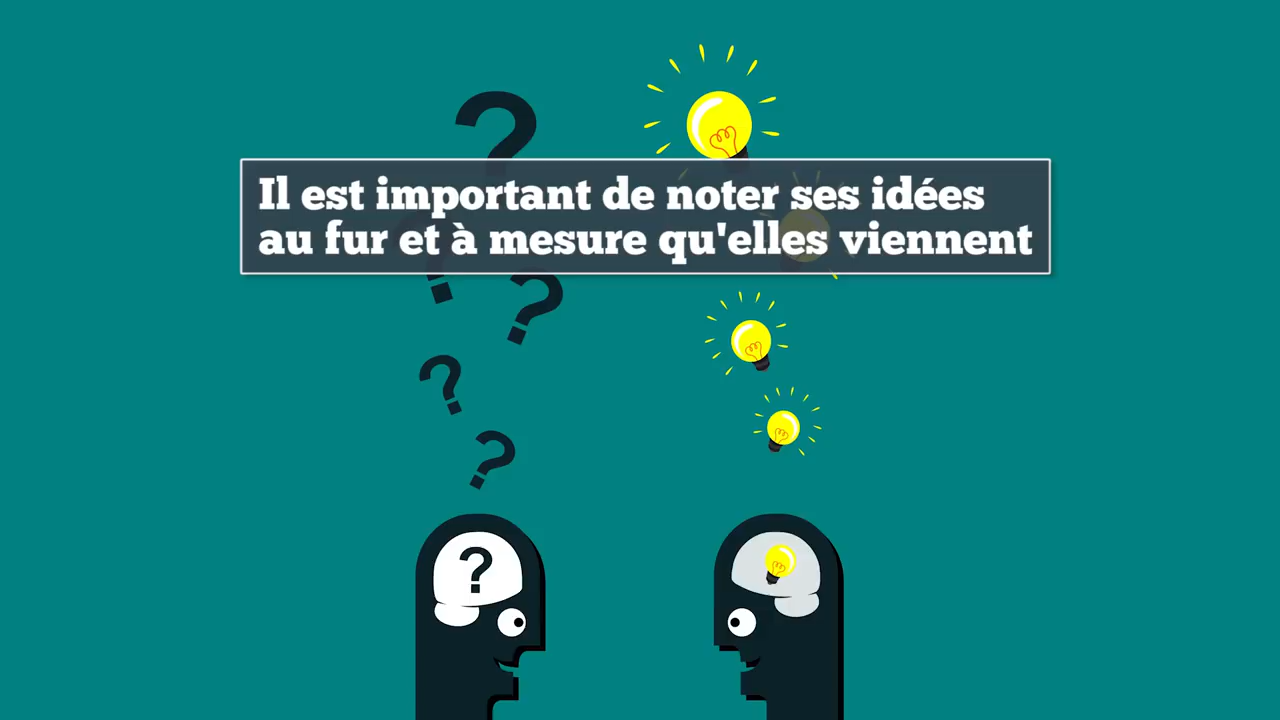 Il est important de noter ses idées
au fur et à mesure qu'elles viennent